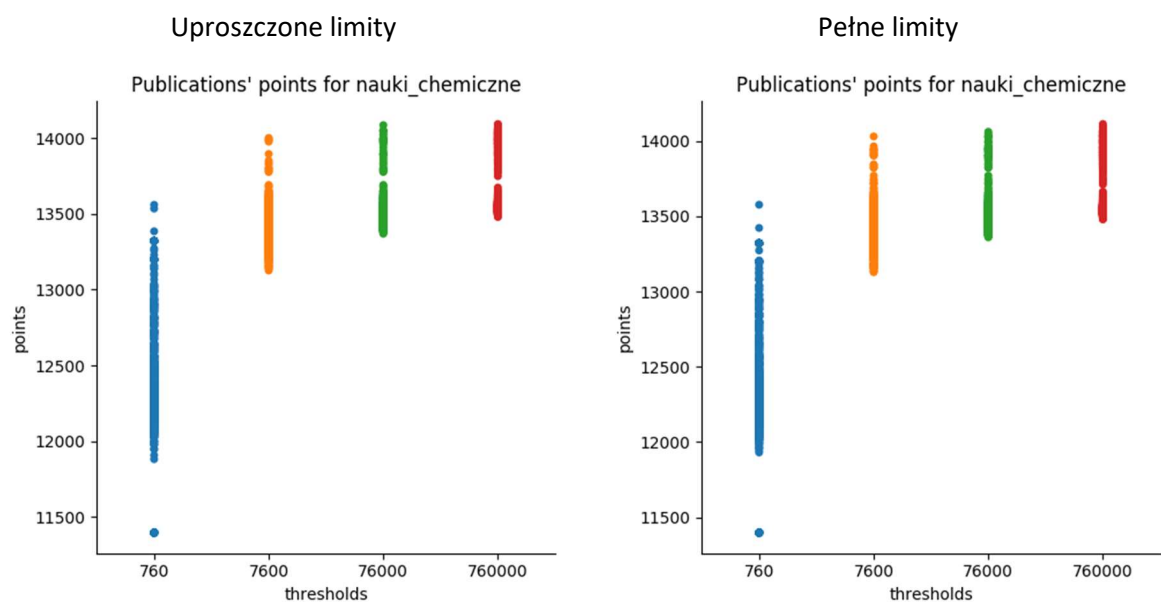 Uproszczone limity
Publications' points for nauki_chemiczne
points
14000
13500
13000
12500
12000
11500
760
7600
76000
760000
thresholds
Pełne limity
Publications' points for nauki_chemiczne
points
14000
13500
13000
12500
12000
11500
760
7600
76000
760000
thresholds